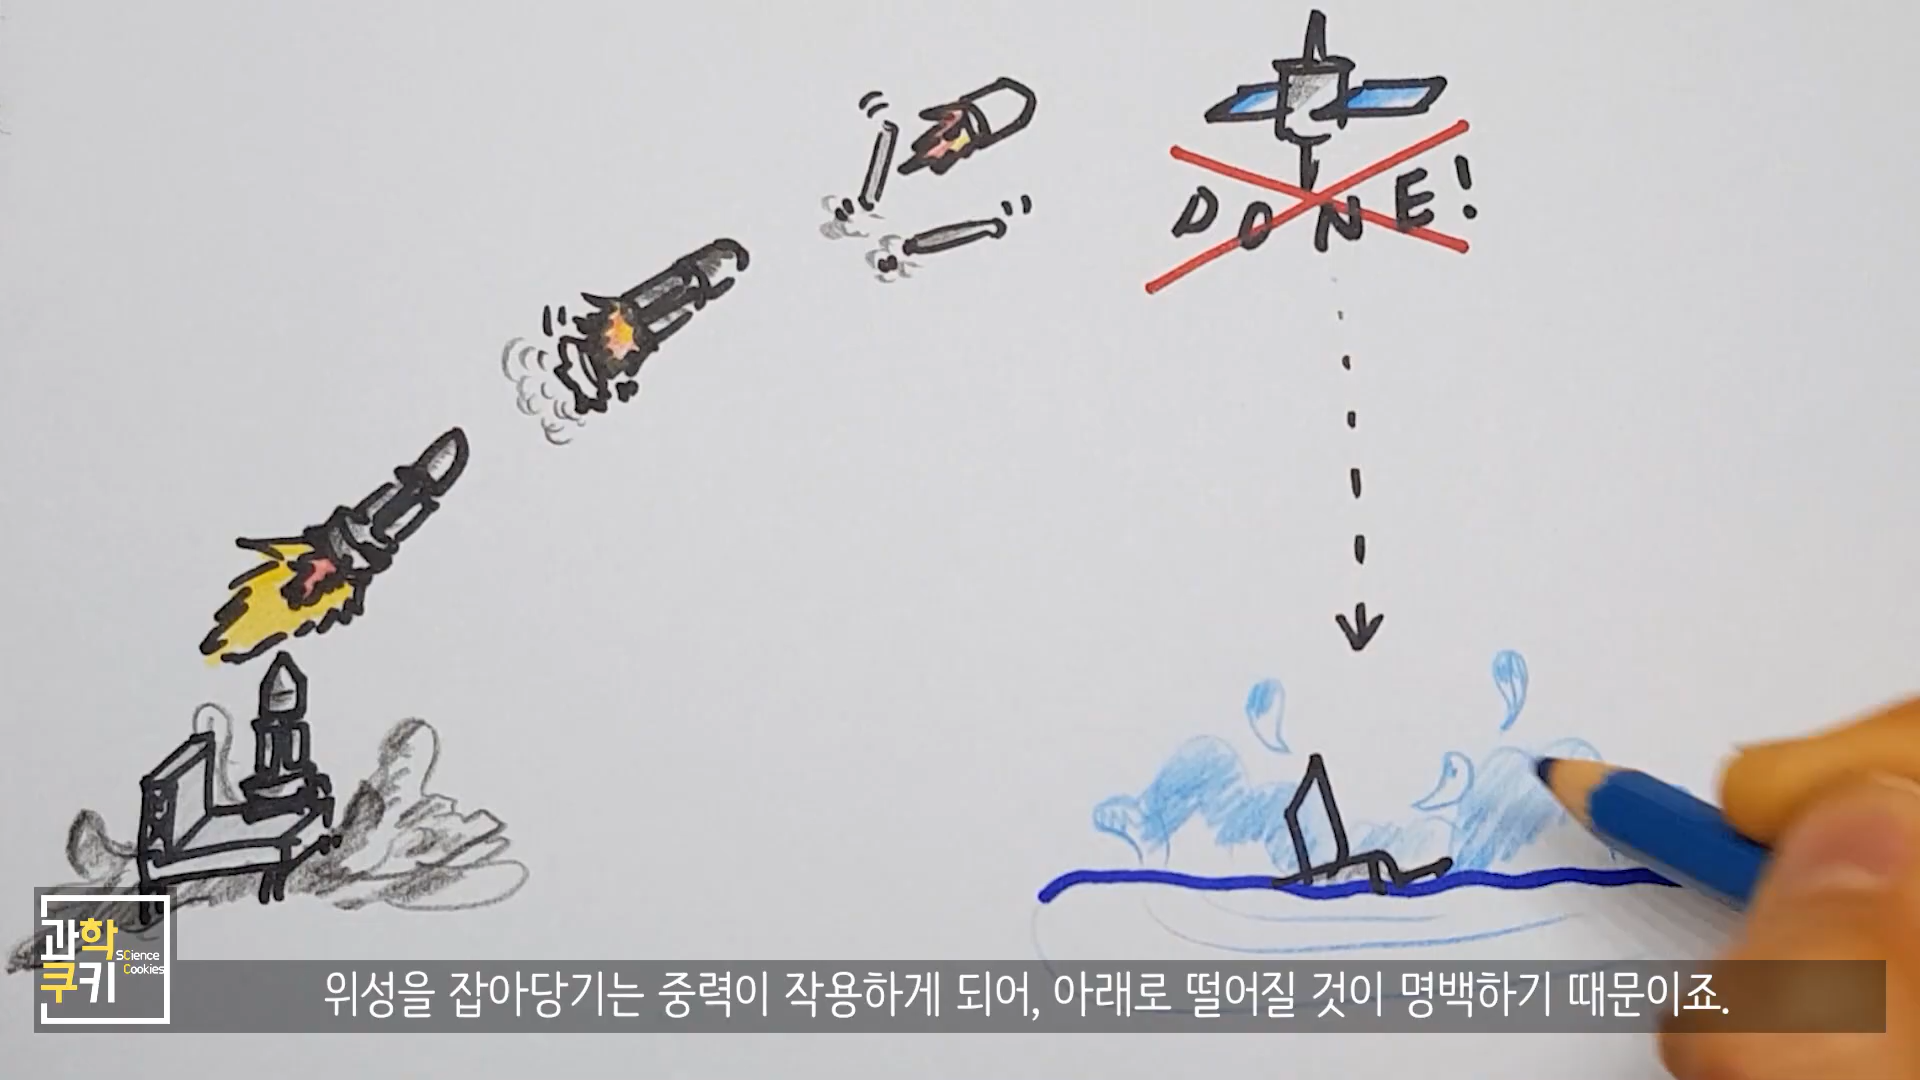 DONE!
과학
쿠키
Science
Cookies
위성을 잡아당기는 중력이 작용하게 되어, 아래로 떨어질 것이 명백하기 때문이죠.